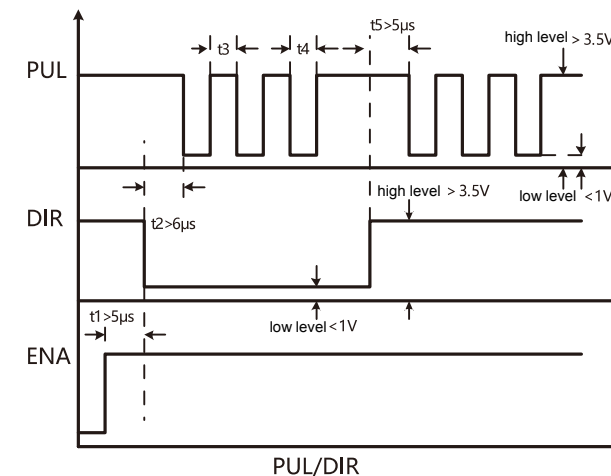 t5>5μs
high level > 3.5V
t3
t4
PUL
low level <1V
t2>6μs
high level > 3.5V
DIR
t1>5μs
low level <1V
ENA
PUL/DIR